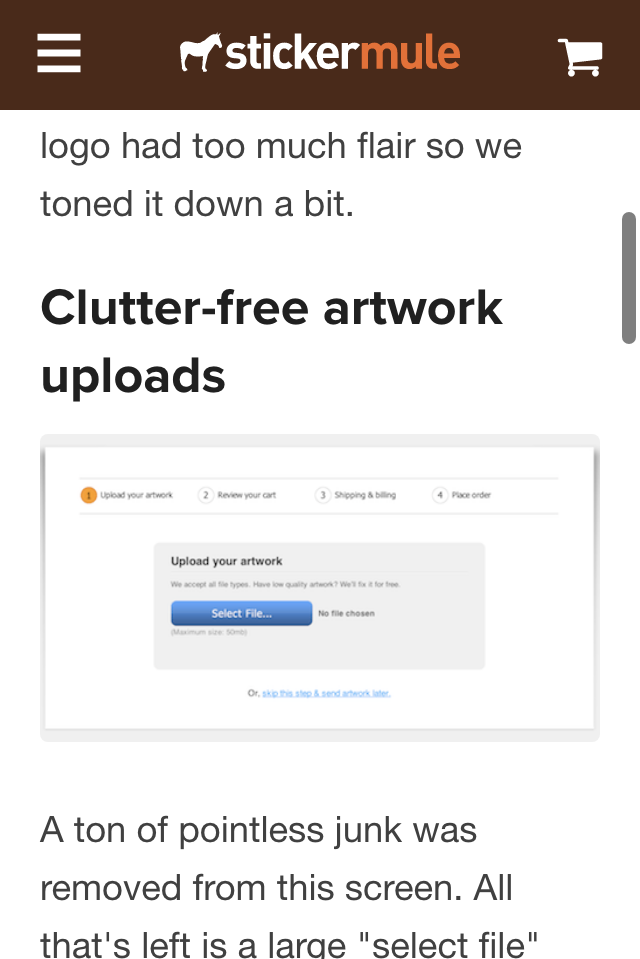 stickermule
logo had too much flair so we
toned it down a bit.
Clutter-free artwork
uploads
1 Upload your artwork 2 Review your cart 3 Shipping & billing 4 Place order
Upload your artwork
We accept all file types. Have low quality artwork? We'll fix it for free.
Select File... No file chosen
(Maximum size: 50mb)
Or, skip this step & send artwork later.
A ton of pointless junk was
removed from this screen. All
that's left is a large "select file"